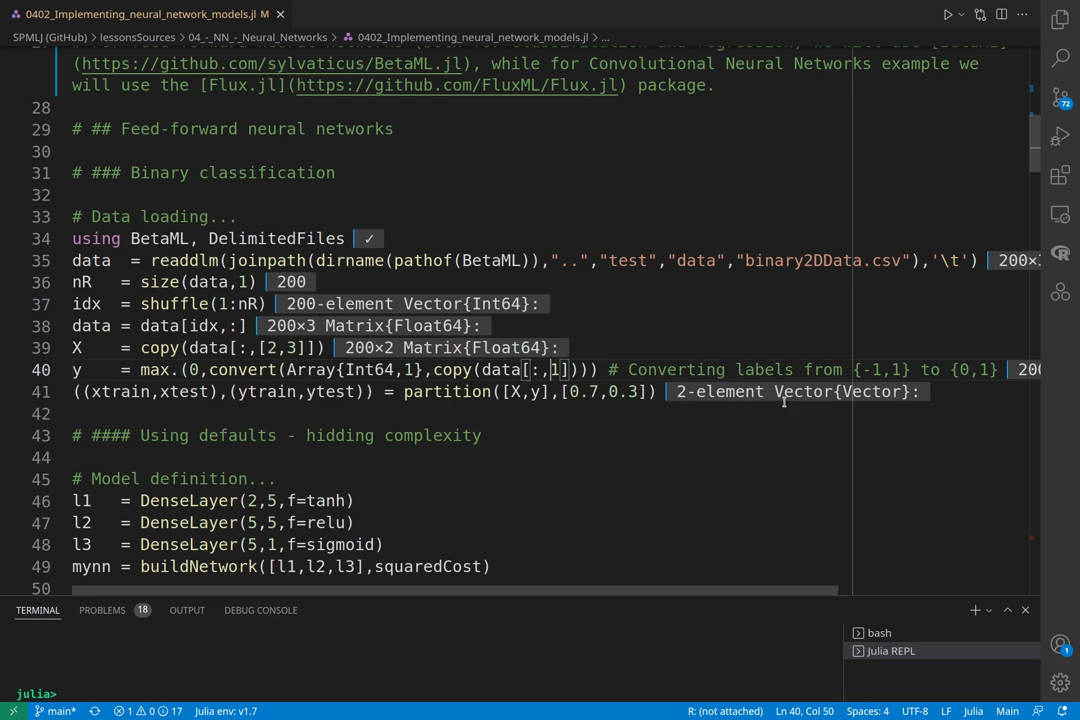 0402_Implementing_neural_network_models.jl M
SPMLJ (GitHub) > lessonsSources > 04_-_NN_-_Neural_Networks > 0402_Implementing_neural_network_models.jl > ...
(https://github.com/sylvaticus/BetaML.jl), while for Convolutional Neural Networks example we
will use the [Flux.jl](https://github.com/FluxML/Flux.jl) package.
28
29 # ## Feed-forward neural networks
30
31 # ### Binary classification
32
33 # Data loading...
34 using BetaML, DelimitedFiles ✓
35 data  = readdlm(joinpath(dirname(pathof(BetaML)),"..","test","data","binary2DData.csv"),'\t') 200×
36 nR   = size(data,1) 200
37 idx  = shuffle(1:nR) 200-element Vector{Int64}:
38 data = data[idx,:] 200×3 Matrix{Float64}:
39 X    = copy(data[:,[2,3]]) 200×2 Matrix{Float64}:
40 y    = max.(0,convert(Array{Int64,1},copy(data[:,1]))) # Converting labels from {-1,1} to {0,1} 200
41 ((xtrain,xtest),(ytrain,ytest)) = partition([X,y],[0.7,0.3]) 2-element Vector{Vector}:
42
43 # #### Using defaults - hiding complexity
44
45 # Model definition...
46 l1   = DenseLayer(2,5,f=tanh)
47 l2   = DenseLayer(5,5,f=relu)
48 l3   = DenseLayer(5,1,f=sigmoid)
49 mynn = buildNetwork([l1,l2,l3],squaredCost)
50
72
TERMINAL PROBLEMS 18 OUTPUT DEBUG CONSOLE
bash
Julia REPL
julia>
1
main* 1 0 17 Julia env: v1.7 R: (not attached) Ln 40, Col 50 Spaces: 4 UTF-8 LF Julia Main